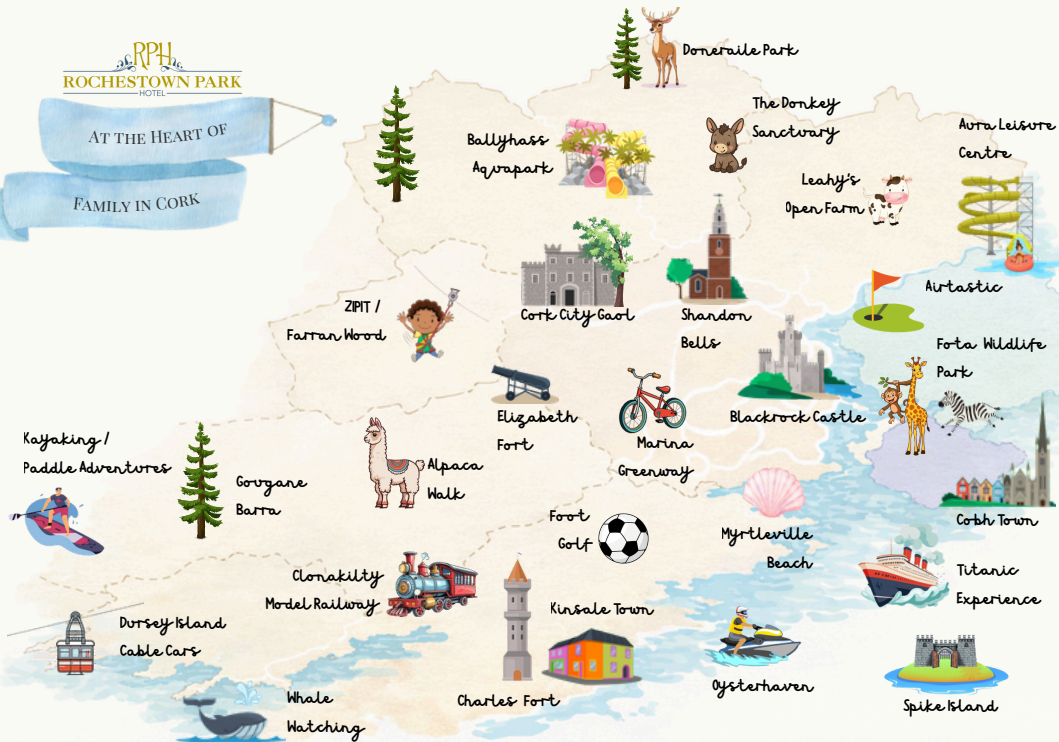 RPH
ROCHESTOWN PARK
HOTEL
AT THE HEART OF
FAMILY IN CORK
Doneraile Park
The Donkey
Sanctuary
Ballyhass
Aquapark
Aura Leisure
Centre
Leahy's
Open Farm
ZIPIT /
Farran Wood
Cork City Gaol
Shandon
Bells
Airtastic
Fota Wildlife
Park
Elizabeth
Fort
Marina
Greenway
Blackrock Castle
Kayaking /
Paddle Adventures
Gougane
Barra
Alpaca
Walk
Foot
Golf
Myrtleville
Beach
Cobh Town
Clonakilty
Model Railway
Titanic
Experience
Kinsale Town
Dursey Island
Cable Cars
Charles Fort
Oysterhaven
Spike Island
Whale
Watching